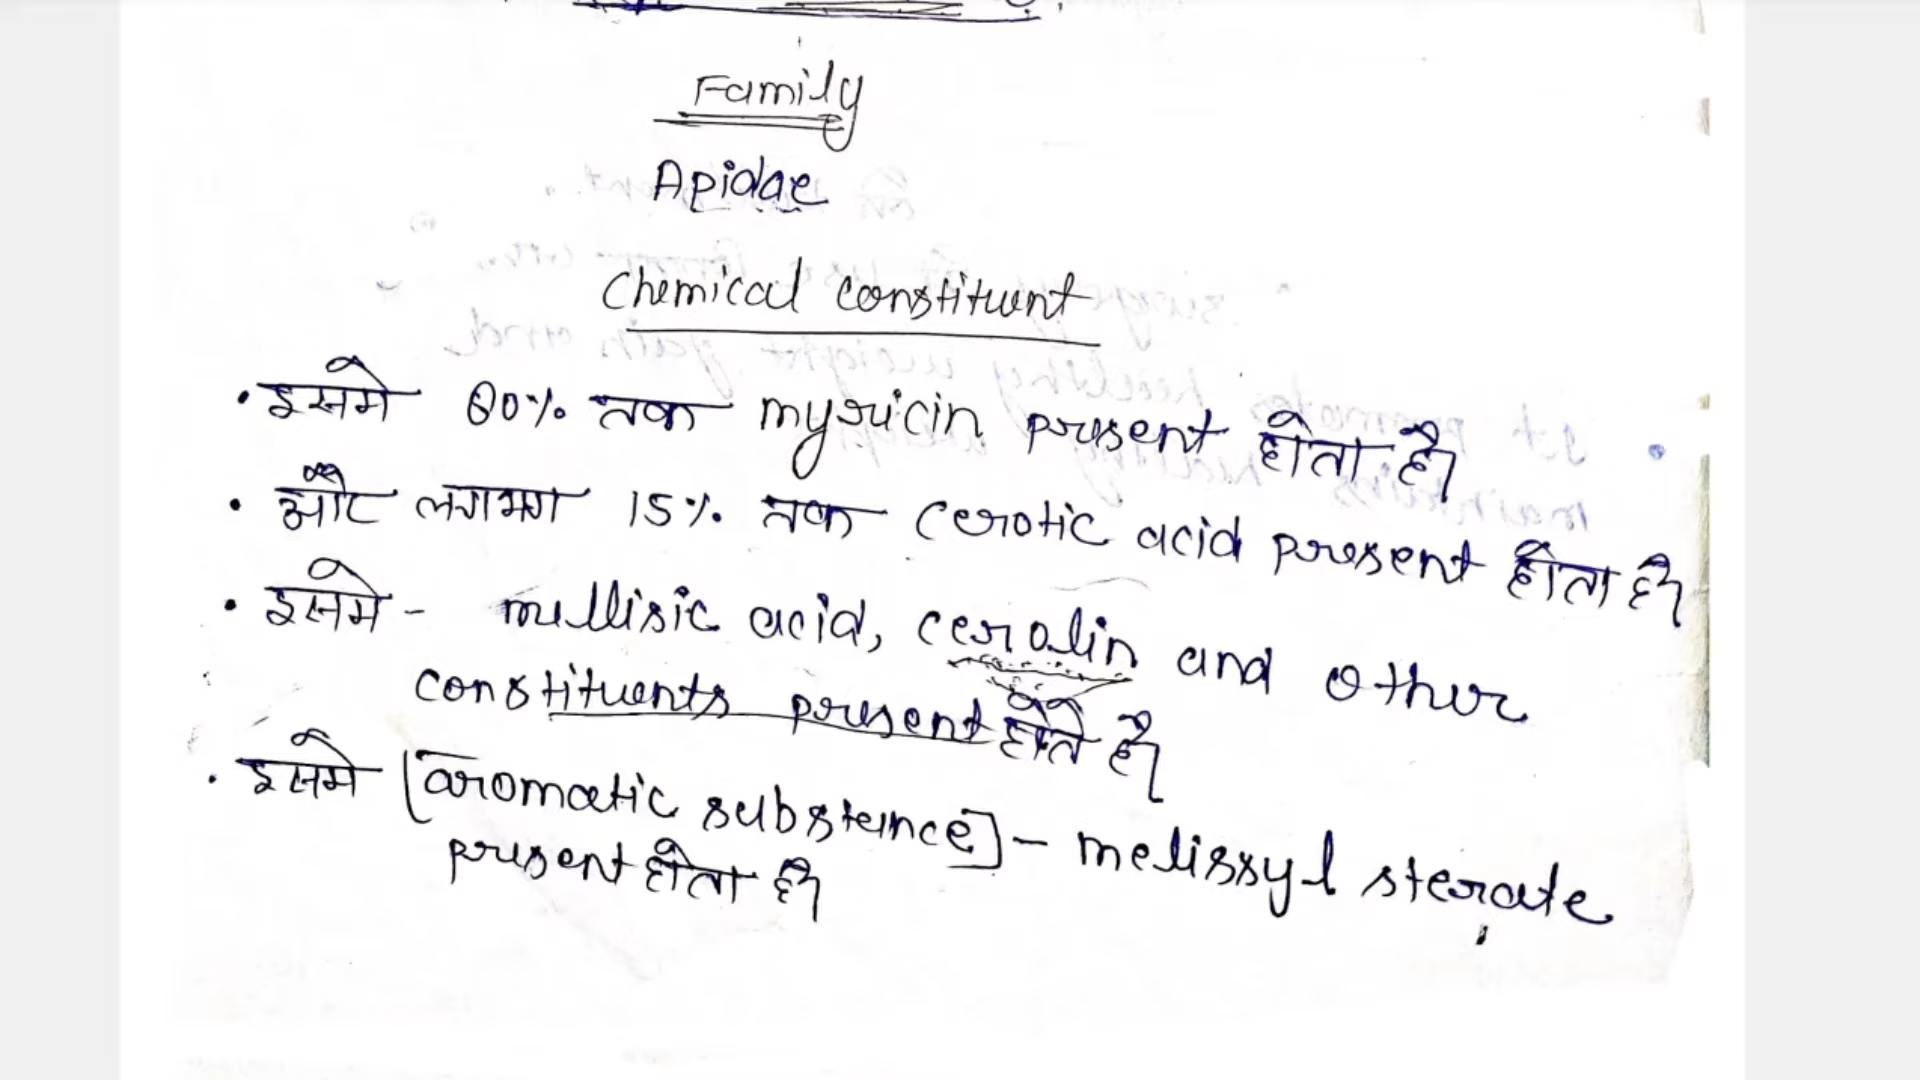 Family
Apidae
Chemical constituent
• इसमे 80% तक myricin present होता है।
• और लगभग 15% तक cerotic acid present होता है।
• इसमे - mellisic acid, cerolin and other
constituents present होते है।
• इसमे [aromatic substance] - melissyl sterate
present होता है।